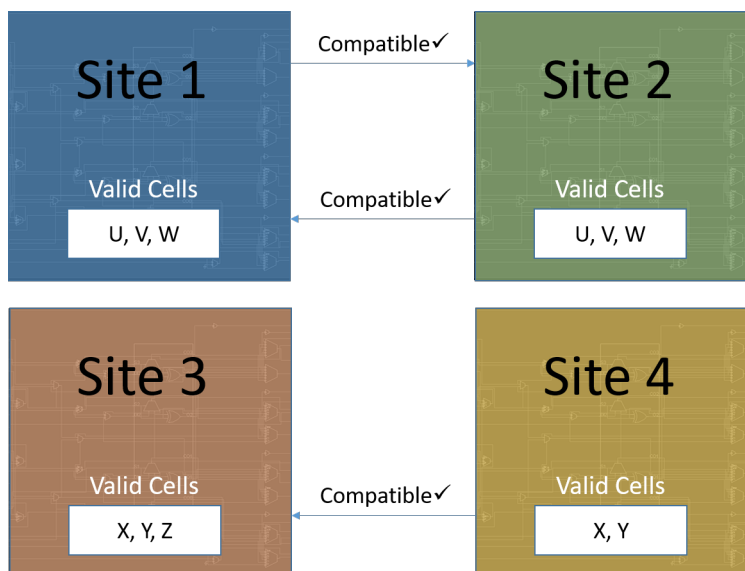 Compatible✓
Site 1
Site 2
Valid Cells
Compatible✓
Valid Cells
U, V, W
U, V, W
Site 3
Site 4
Valid Cells
Compatible✓
Valid Cells
X, Y, Z
X, Y